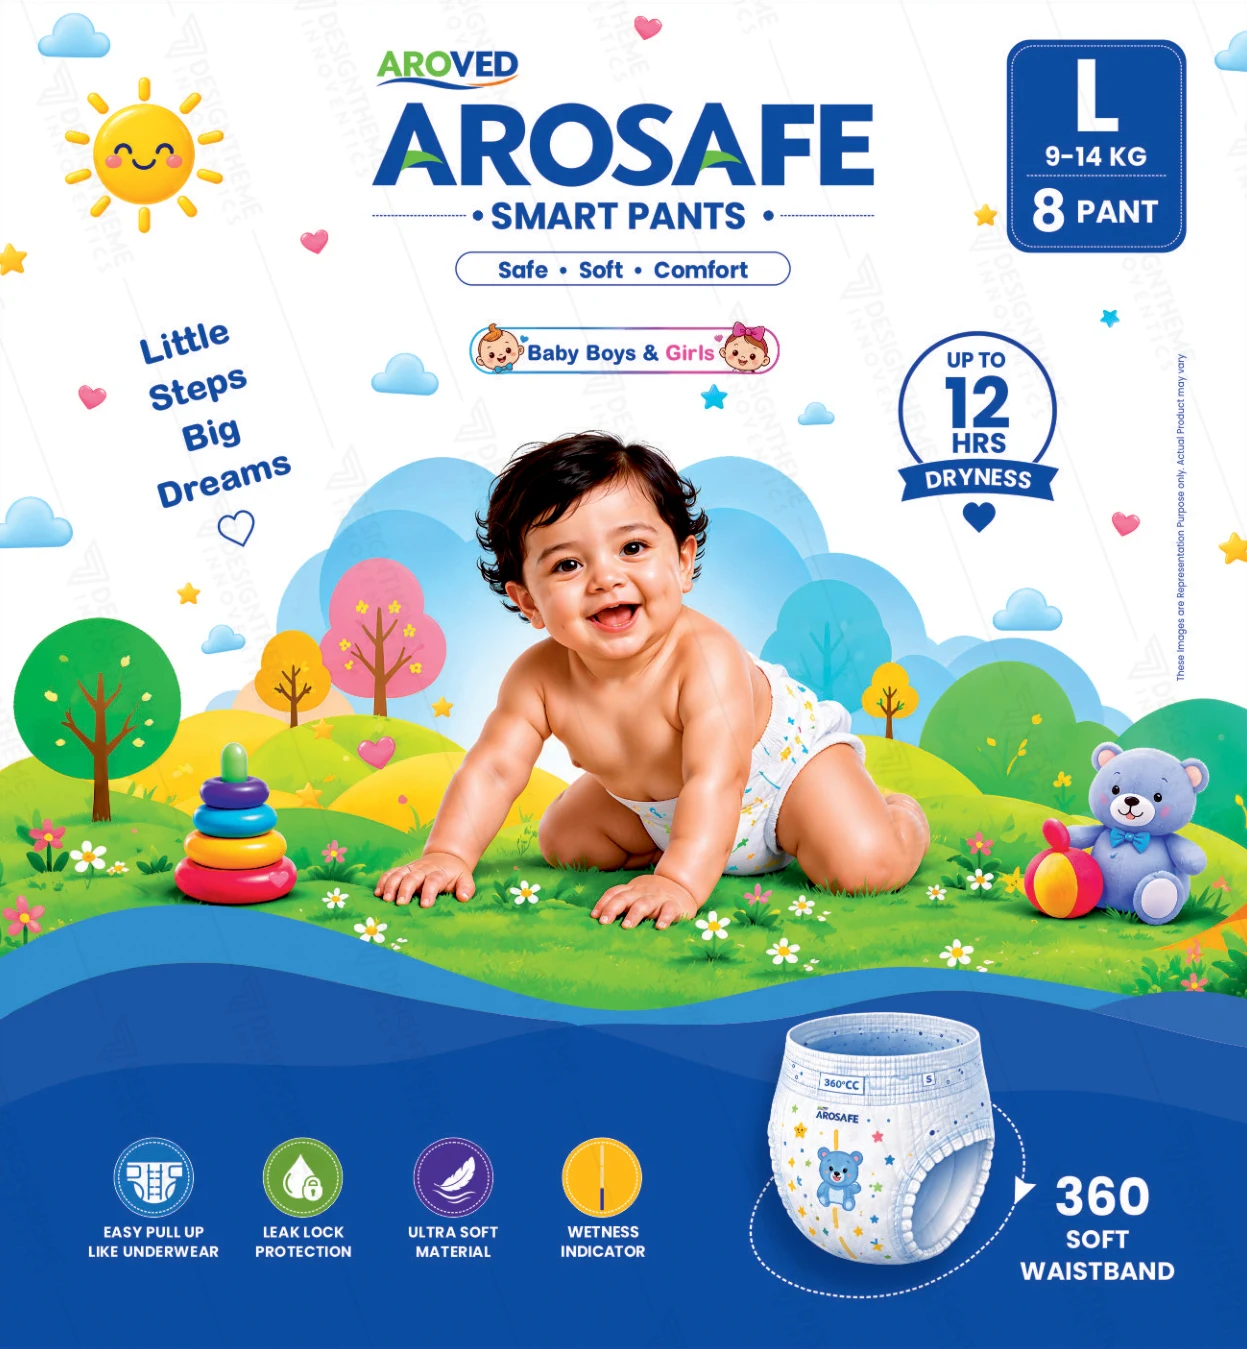 AROVED
AROSAFE
• SMART PANTS •
Safe • Soft • Comfort
L
9-14 KG
8 PANT
Baby Boys & Girls
Little
Steps
Big
Dreams
UP TO
12
HRS
DRYNESS
These Images are Representation Purpose only. Actual Product may vary
360°CC
S
AROSAFE
EASY PULL UP
LIKE UNDERWEAR
LEAK LOCK
PROTECTION
ULTRA SOFT
MATERIAL
WETNESS
INDICATOR
360
SOFT
WAISTBAND
DESIGNTHEME
INNOVENTICS